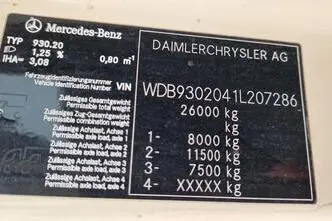 Mercedes-Benz
DAIMLERCHRYSLER AG
TYP 930.20
1,25 %
IHA= 3,08 0,80 m²
Fahrzeugidentifizierungsnummer
Vehicle Identification Number VIN
WDB9302041L207286
Zulässiges Gesamtgewicht
Permissible total weight
26000 kg
Zulässiges Zug-Gesamtgewicht
Permissible combination weight
kg
Zulässige Achslast, Achse 1
Permissible axle load, axle 1
1- 8000 kg
Zulässige Achslast, Achse 2
Permissible axle load, axle 2
2- 11500 kg
Zulässige Achslast, Achse 3
Permissible axle load, axle 3
3- 7500 kg
Zulässige Achslast, Achse 4
Permissible axle load, axle 4
4- XXXXX kg